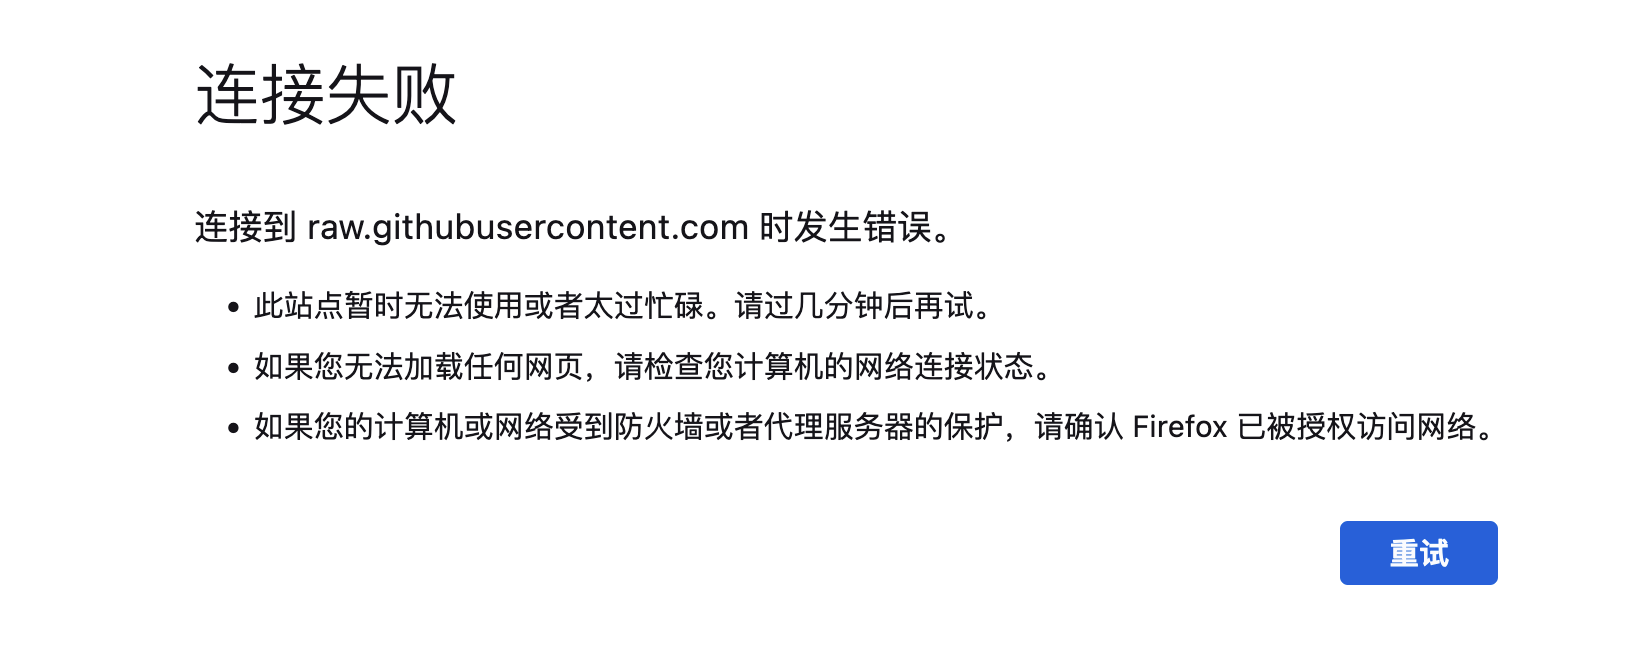 连接失败
连接到 raw.githubusercontent.com 时发生错误。
• 此站点暂时无法使用或者太过忙碌。请过几分钟后再试。
• 如果您无法加载任何网页，请检查您计算机的网络连接状态。
• 如果您的计算机或网络受到防火墙或者代理服务器的保护，请确认 Firefox 已被授权访问网络。
重试